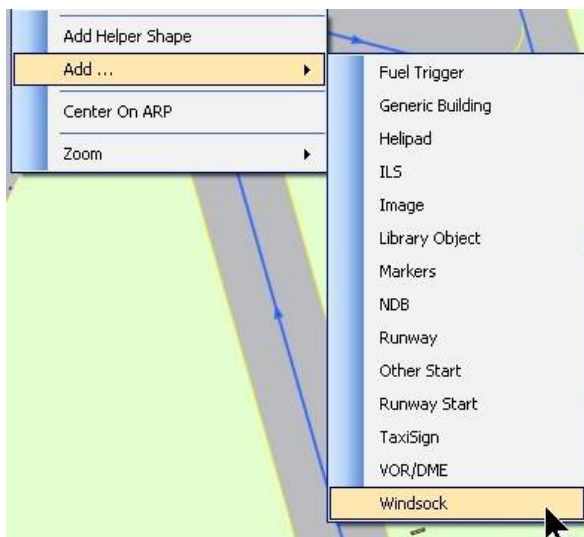 Add Helper Shape
Add ...
Center On ARP
Zoom
Fuel Trigger
Generic Building
Helipad
ILS
Image
Library Object
Markers
NDB
Runway
Other Start
Runway Start
TaxiSign
VOR/DME
Windsock